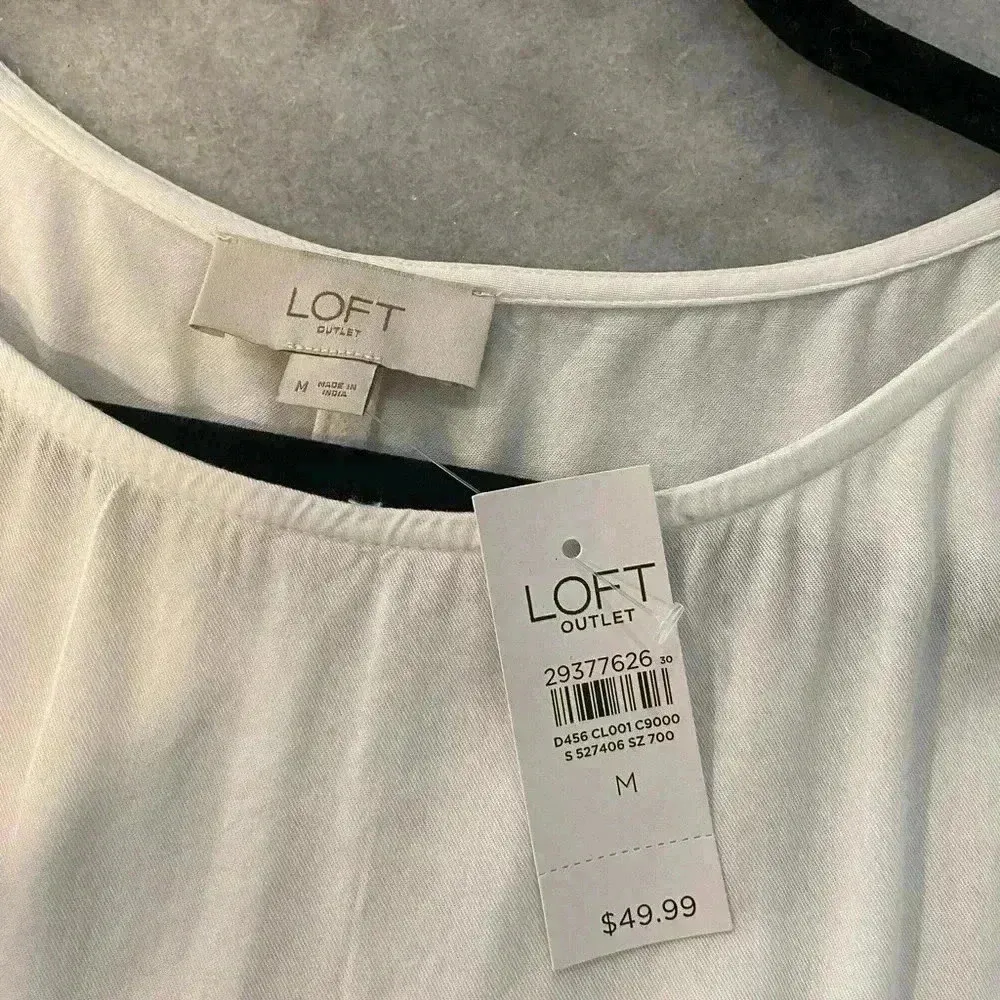 LOFT
OUTLET
M MADE IN
INDIA
LOFT
OUTLET
29377626 30
D456 CL001 C9000
S 527406 SZ 700
M
$49.99